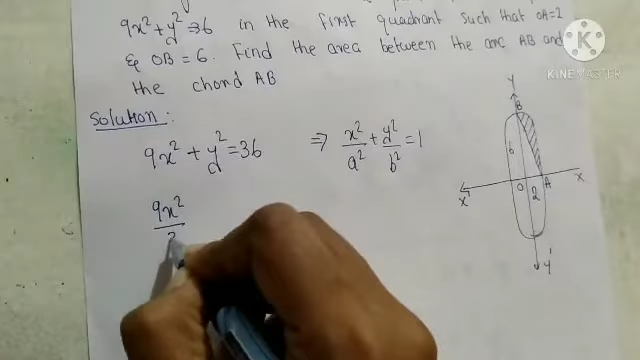 9x² + y² = 36 in the first quadrant such that OA=2
& OB = 6. Find the area between the arc AB and
the chord AB
Solution:
9x² + y² = 36 ⇒ x²/a² + y²/b² = 1
9x²/3
Y
B
6
O
2
A
X
X'
Y'
K
KINEMASTER